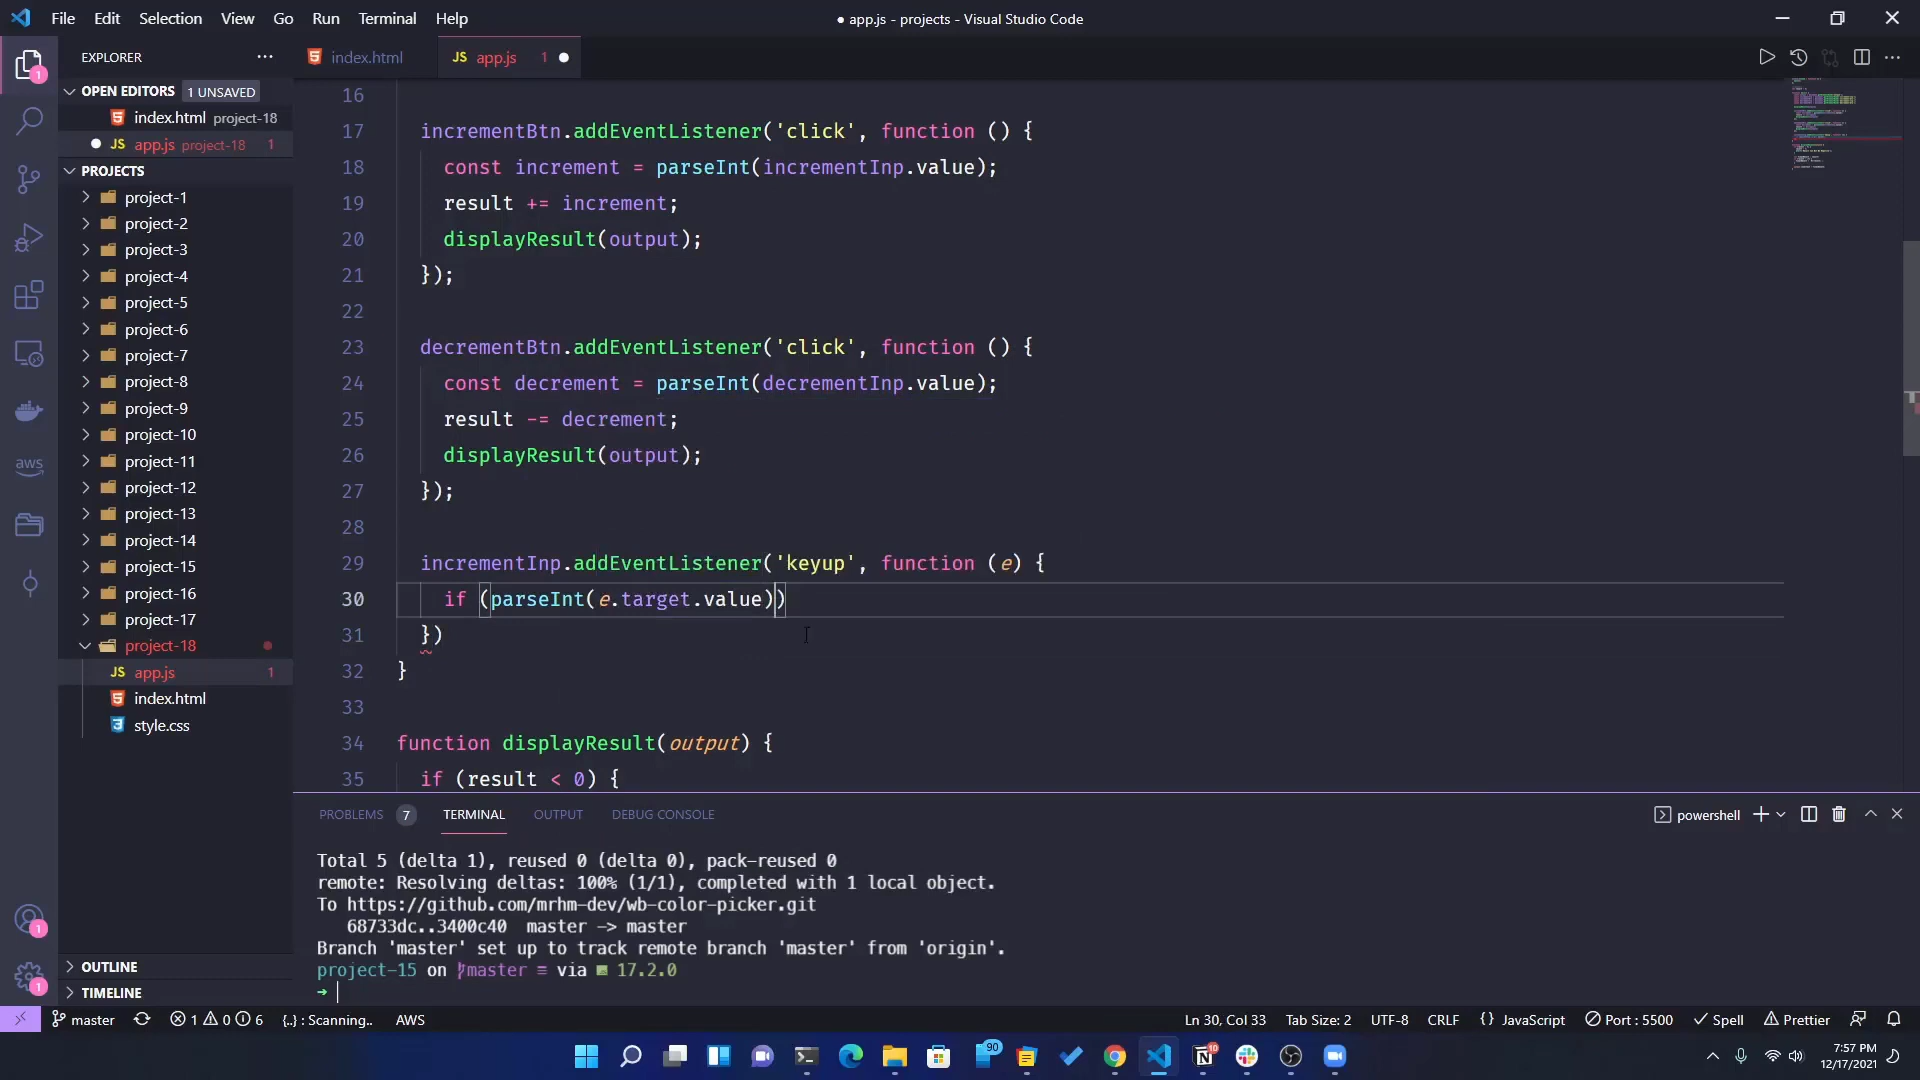 File Edit Selection View Go Run Terminal Help
● app.js - projects - Visual Studio Code
EXPLORER
index.html
JS app.js 1
OPEN EDITORS 1 UNSAVED
index.html project-18
JS app.js project-18 1
PROJECTS
project-1
project-2
project-3
project-4
project-5
project-6
project-7
project-8
project-9
project-10
project-11
project-12
project-13
project-14
project-15
project-16
project-17
project-18
JS app.js 1
index.html
style.css
OUTLINE
TIMELINE
1
aws
1
1
16
17 incrementBtn.addEventListener('click', function () {
18 const increment = parseInt(incrementInp.value);
19 result += increment;
20 displayResult(output);
21 });
22
23 decrementBtn.addEventListener('click', function () {
24 const decrement = parseInt(decrementInp.value);
25 result -= decrement;
26 displayResult(output);
27 });
28
29 incrementInp.addEventListener('keyup', function (e) {
30 if (parseInt(e.target.value))
31 })
32 }
33
34 function displayResult(output) {
35 if (result < 0) {
PROBLEMS 7 TERMINAL OUTPUT DEBUG CONSOLE
powershell
Total 5 (delta 1), reused 0 (delta 0), pack-reused 0
remote: Resolving deltas: 100% (1/1), completed with 1 local object.
To https://github.com/mrhm-dev/wb-color-picker.git
68733dc..3400c40 master -> master
Branch 'master' set up to track remote branch 'master' from 'origin'.
project-15 on master ≡ via 17.2.0
→
master 1 0 6 {..} : Scanning.. AWS
Ln 30, Col 33 Tab Size: 2 UTF-8 CRLF {} JavaScript Port : 5500 Spell Prettier
90
10
7:57 PM
12/17/2021